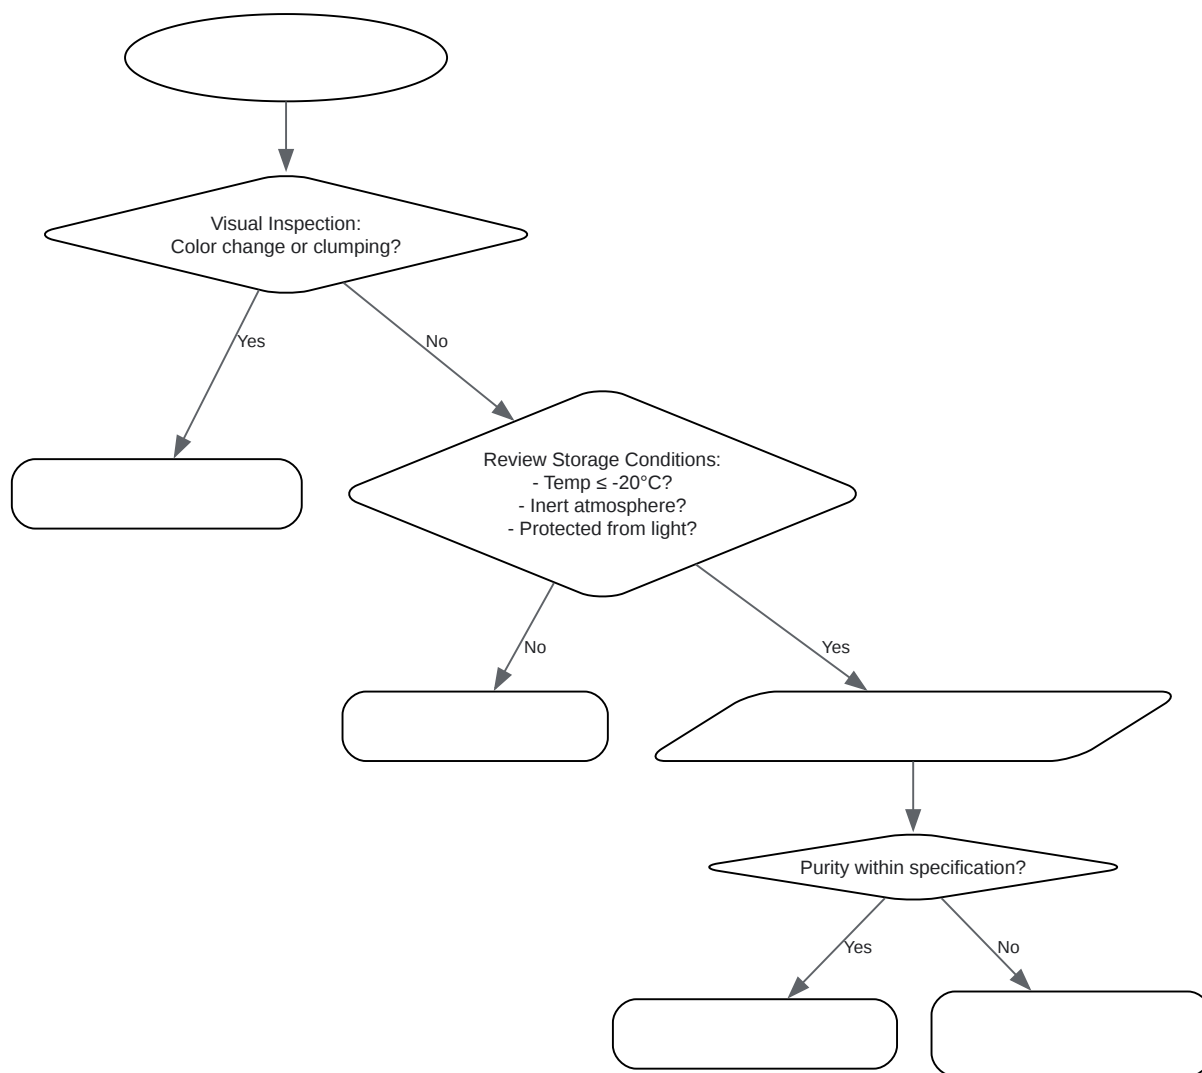 Visual Inspection:
Color change or clumping?
Yes
No
Review Storage Conditions:
- Temp ≤ -20°C?
- Inert atmosphere?
- Protected from light?
No
Yes
Purity within specification?
Yes
No